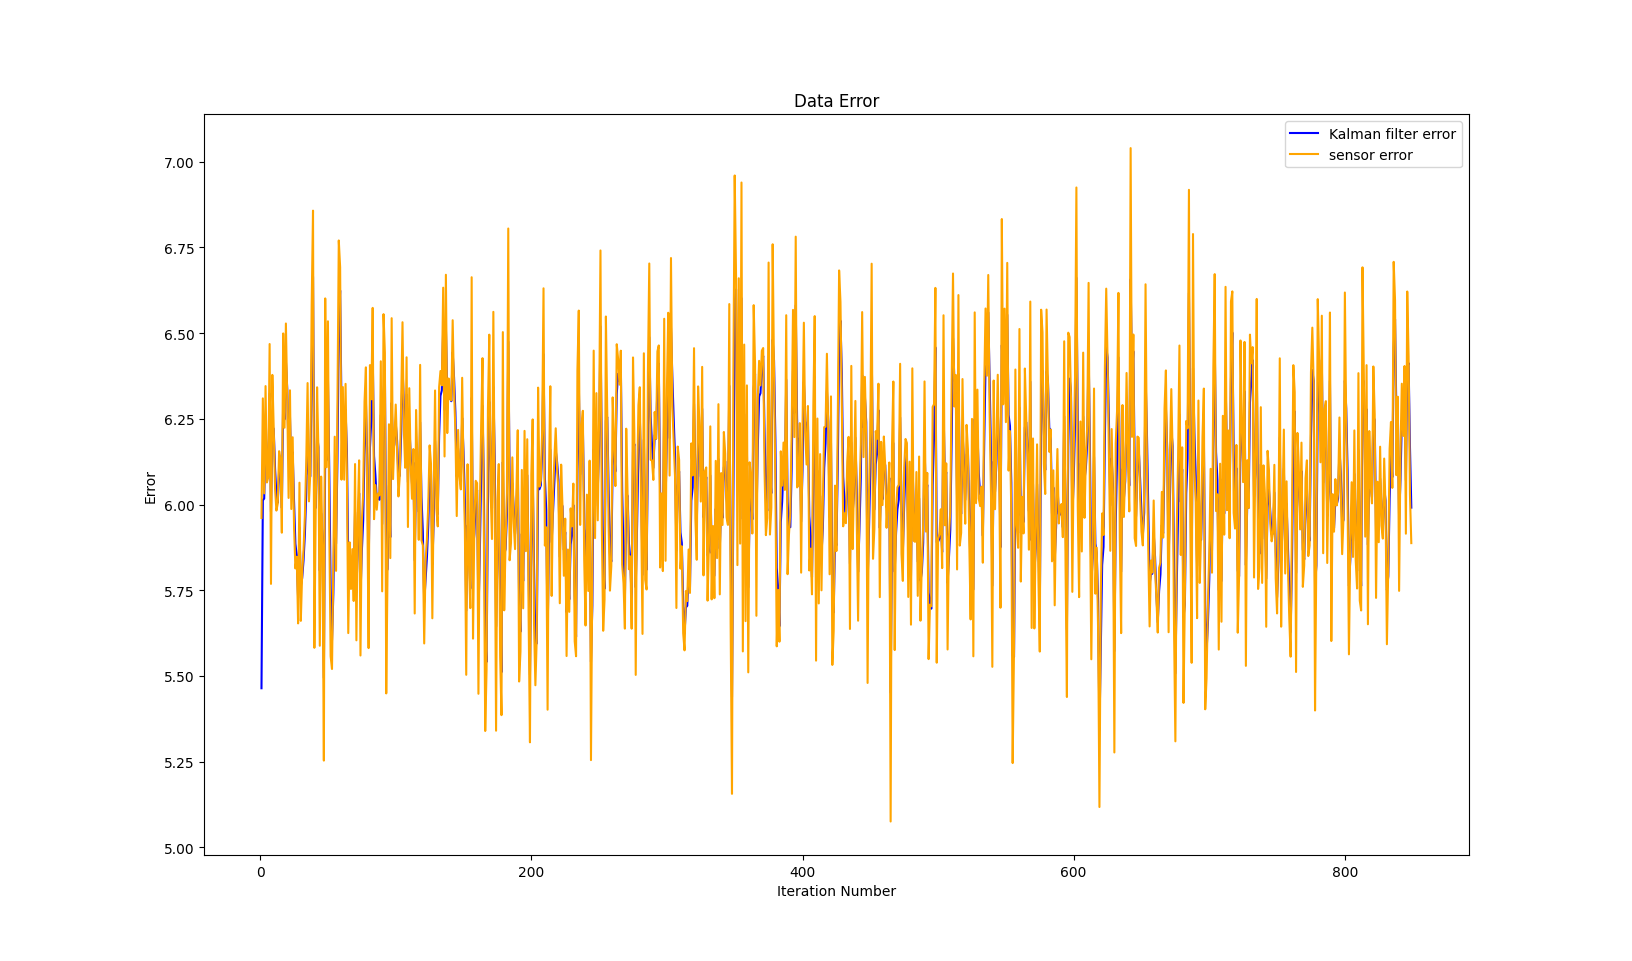 Data Error
Kalman filter error
sensor error
7.00
6.75
6.50
6.25
6.00
5.75
5.50
5.25
5.00
Error
0 200 400 600 800
Iteration Number